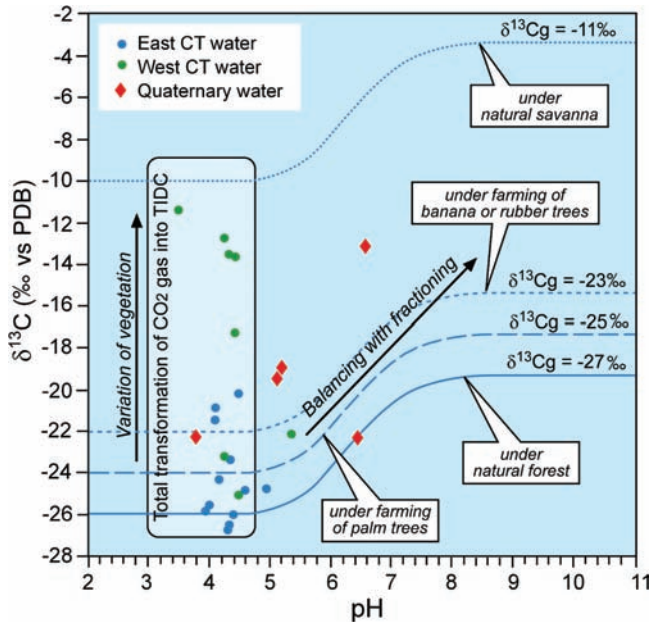 -2
-4
-6
-8
-10
-12
-14
-16
-18
-20
-22
-24
-26
-28
δ13C (‰ vs PDB)
East CT water
West CT water
Quaternary water
δ13Cg = -11‰
under
natural savanna
Variation of vegetation
Total transformation of CO2 gas into TIDC
under farming of
banana or rubber trees
Balancing with fractioning
δ13Cg = -23‰
δ13Cg = -25‰
δ13Cg = -27‰
under
natural forest
under farming
of palm trees
2 3 4 5 6 7 8 9 10 11
pH